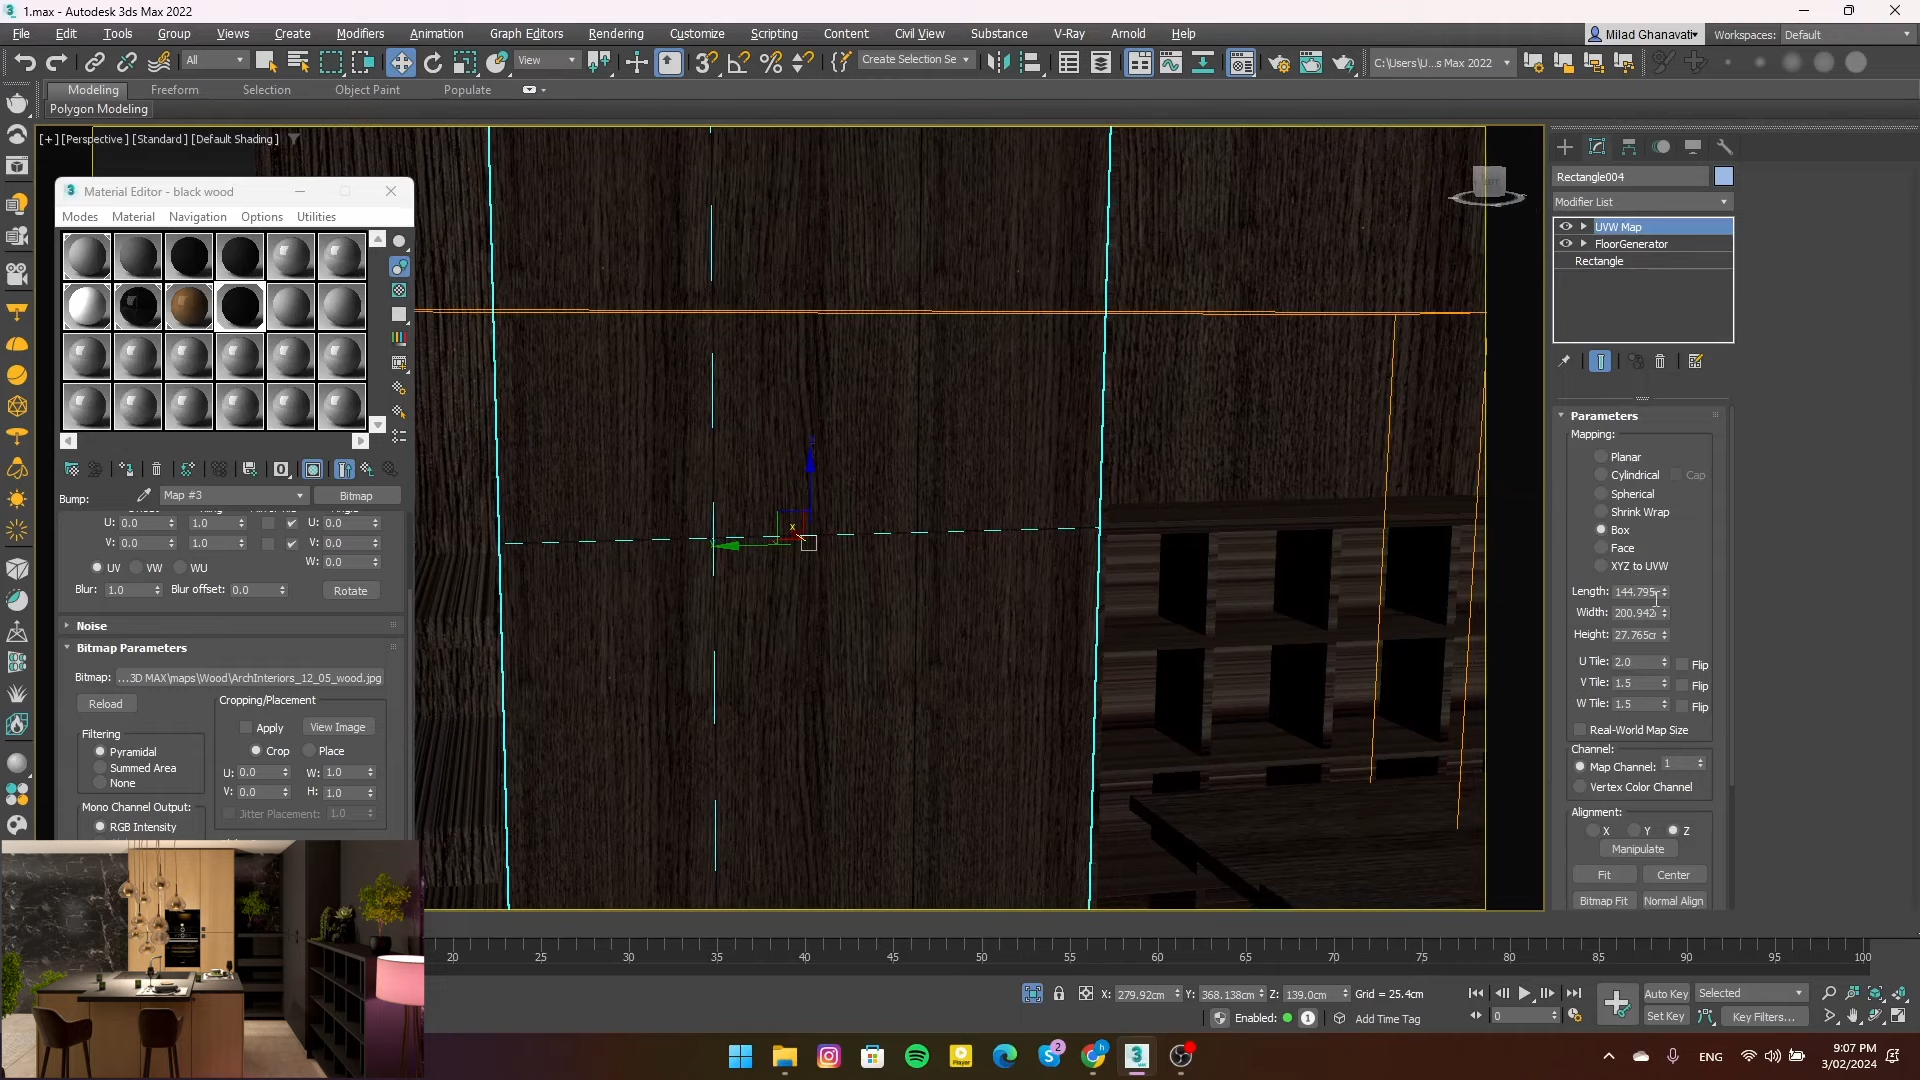 1.max - Autodesk 3ds Max 2022
File Edit Tools Group Views Create Modifiers Animation Graph Editors Rendering Customize Scripting Content Civil View Substance V-Ray Arnold Help
Milad Ghanavati
Workspaces: Default
All
View
Create Selection Se
C:\Users\U...s Max 2022
Modeling Freeform Selection Object Paint Populate
Polygon Modeling
[+] [Perspective] [Standard] [Default Shading]
Material Editor - black wood
Modes Material Navigation Options Utilities
Bump: Map #3 Bitmap
U: 0.0 1.0 U: 0.0
V: 0.0 1.0 V: 0.0
W: 0.0
UV VW WU
Blur: 1.0 Blur offset: 0.0 Rotate
Noise
Bitmap Parameters
Bitmap: ...3D MAX\maps\Wood\ArchInteriors_12_05_wood.jpg
Reload
Cropping/Placement
Apply View Image
Filtering
Pyramidal
Summed Area
None
Crop Place
U: 0.0 W: 1.0
V: 0.0 H: 1.0
Jitter Placement: 1.0
Mono Channel Output:
RGB Intensity
x
LEFT
Rectangle004
Modifier List
UVW Map
FloorGenerator
Rectangle
Parameters
Mapping:
Planar
Cylindrical Cap
Spherical
Shrink Wrap
Box
Face
XYZ to UVW
Length: 144.795c
Width: 200.942
Height: 27.765cr
U Tile: 2.0 Flip
V Tile: 1.5 Flip
W Tile: 1.5 Flip
Real-World Map Size
Channel:
Map Channel: 1
Vertex Color Channel
Alignment:
X Y Z
Manipulate
Fit Center
Bitmap Fit Normal Align
20 25 30 35 40 45 50 55 60 65 70 75 80 85 90 95 100
X: 279.92cm Y: 368.138cm Z: 139.0cm Grid = 25.4cm
Enabled: 1 Add Time Tag
0
Auto Key Selected
Set Key Key Filters...
2
ENG
9:07 PM
3/02/2024